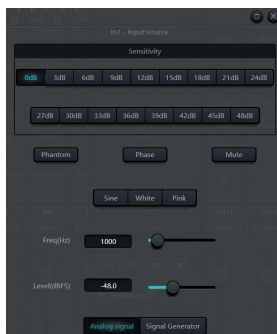 In1 - Input source
Sensitivity
0dB 3dB 6dB 9dB 12dB 15dB 18dB 21dB 24dB
27dB 30dB 33dB 36dB 39dB 42dB 45dB 48dB
Phantom Phase Mute
Sine White Pink
Freq(Hz) 1000
Level(dBFS) -48.0
Analog signal Signal Generator